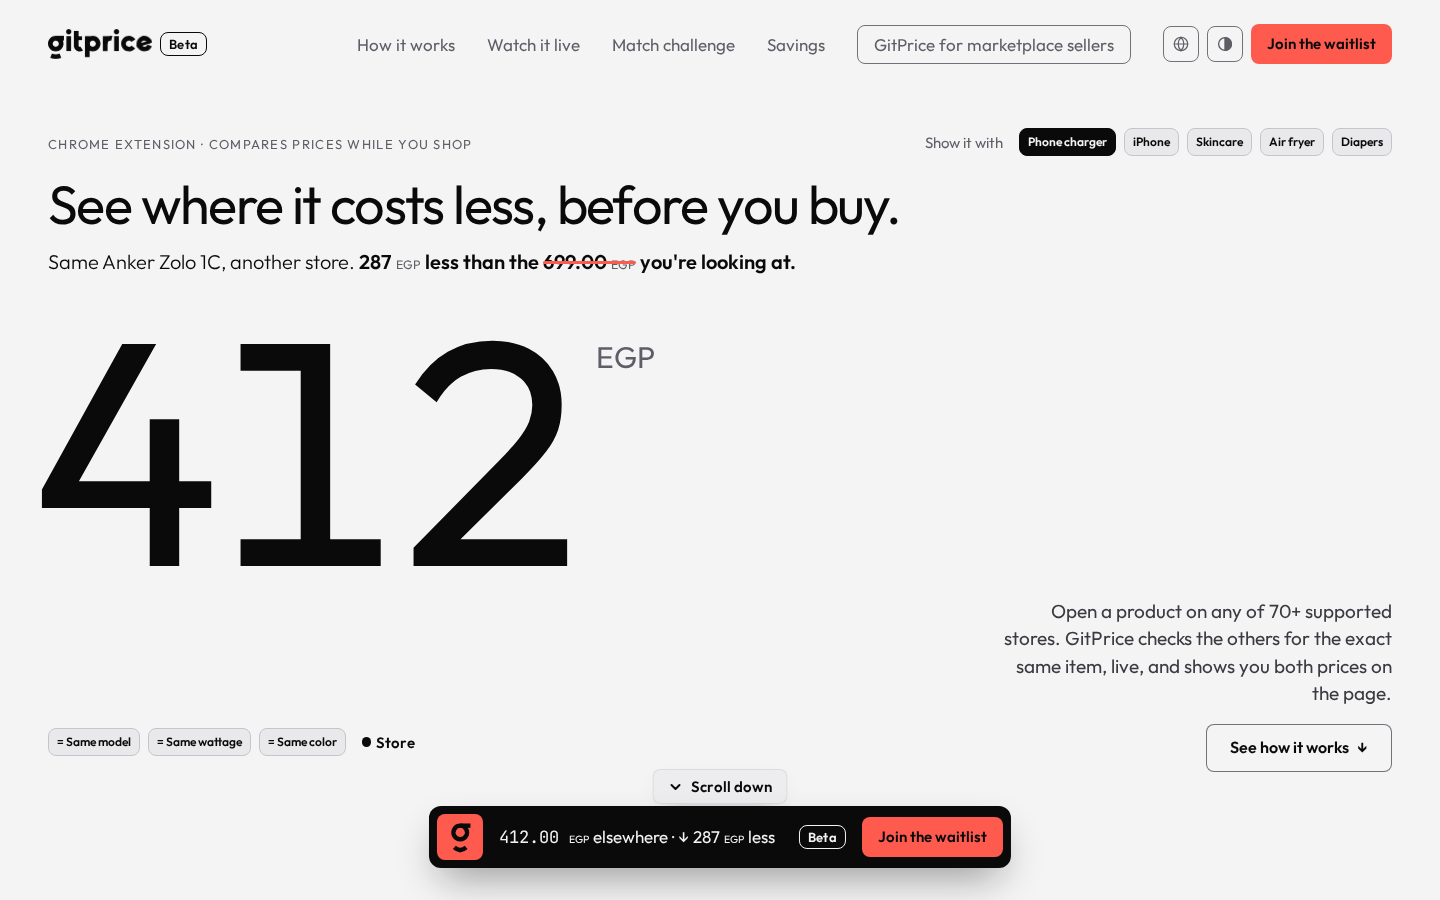 gitprice Beta How it works Watch it live Match challenge Savings GitPrice for marketplace sellers Join the waitlist
CHROME EXTENSION · COMPARES PRICES WHILE YOU SHOP
Show it with Phone charger iPhone Skincare Air fryer Diapers
See where it costs less, before you buy.
Same Anker Zolo 1C, another store. 287 EGP less than the 699.00 EGP you're looking at.
412 EGP
Open a product on any of 70+ supported
stores. GitPrice checks the others for the exact
same item, live, and shows you both prices on
the page.
= Same model = Same wattage = Same color Store
See how it works ↓
Scroll down
g 412.00 EGP elsewhere · ↓ 287 EGP less Beta Join the waitlist